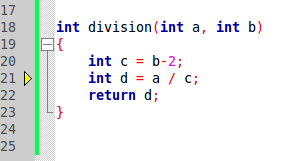 17
18 int division(int a, int b)
19 {
20 int c = b-2;
21 int d = a / c;
22 return d;
23 }
24
25